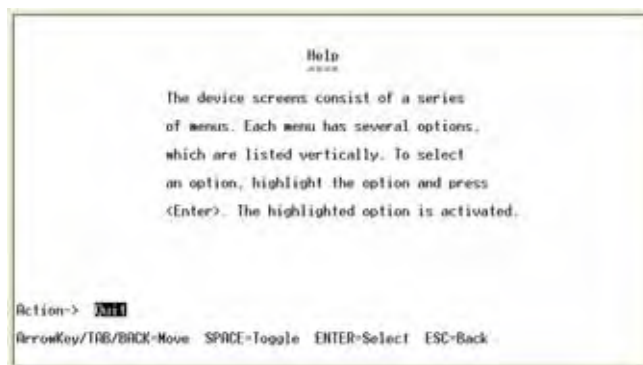 Help
====
The device screens consist of a series
of menus. Each menu has several options,
which are listed vertically. To select
an option, highlight the option and press
<Enter>. The highlighted option is activated.
Action-> Quit
ArrowKey/TAB/BACK=Move SPACE=Toggle ENTER=Select ESC=Back